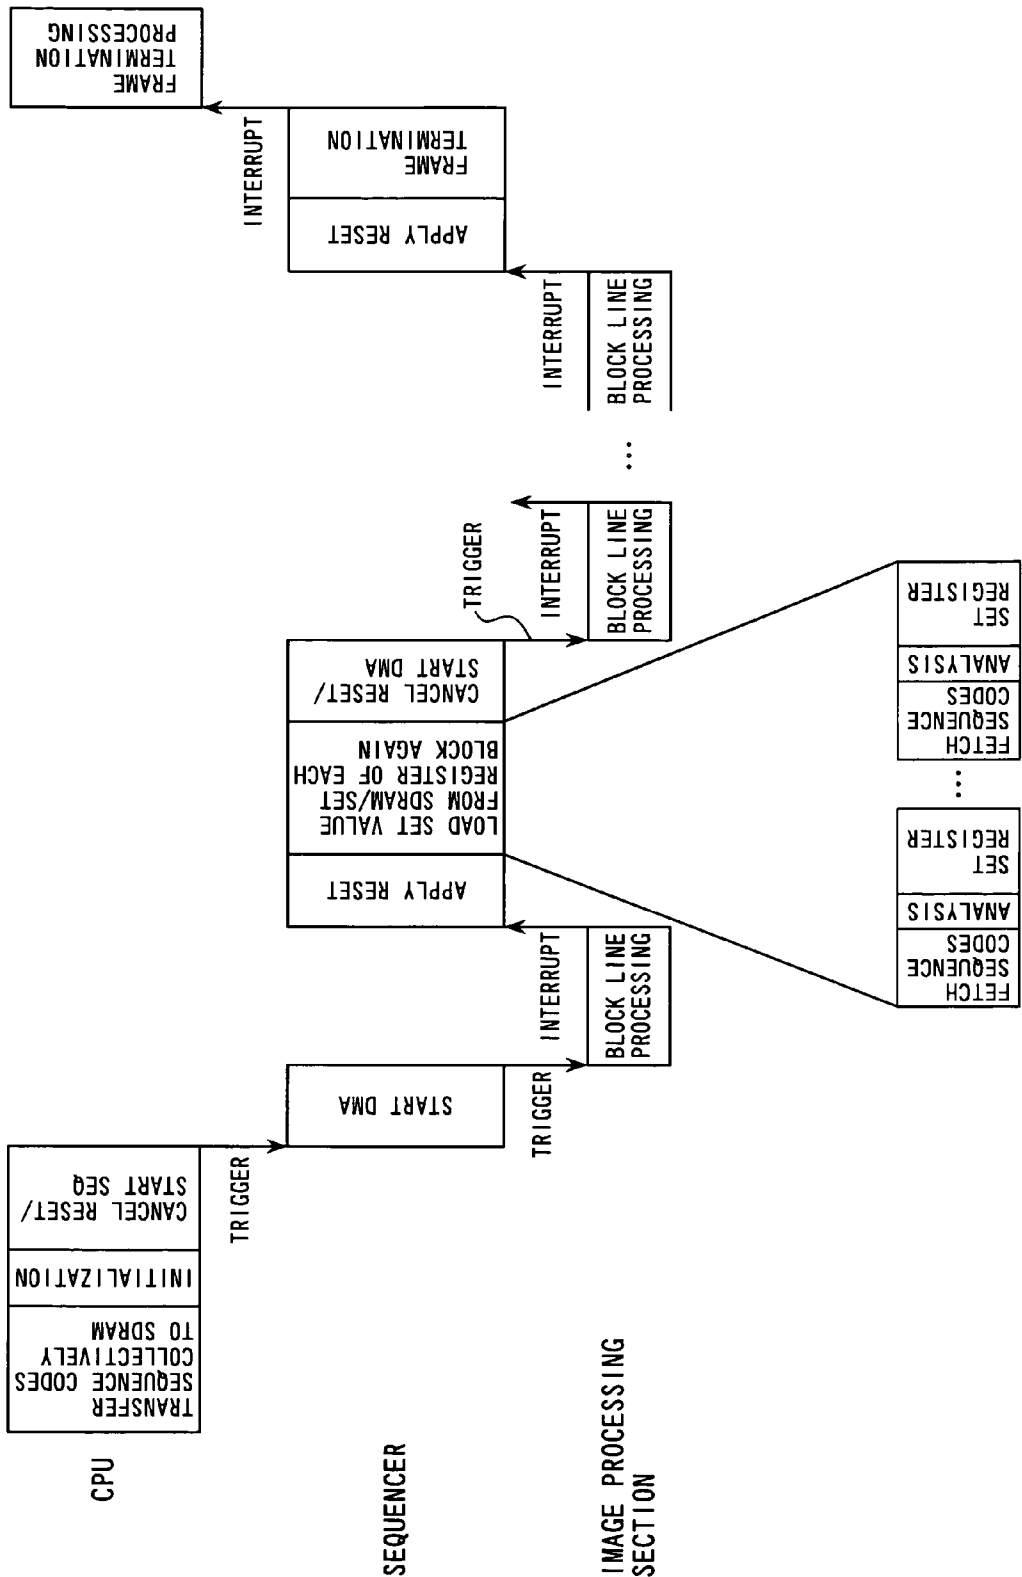 CPU
TRANSFER
SEQUENCE CODES
COLLECTIVELY
TO SDRAM
INITIALIZATION
CANCEL RESET/
START SEQ
TRIGGER
FRAME
TERMINATION
PROCESSING
SEQUENCER
START DMA
TRIGGER
APPLY RESET
LOAD SET VALUE
FROM SDRAM/SET
REGISTER OF EACH
BLOCK AGAIN
CANCEL RESET/
START DMA
TRIGGER
APPLY RESET
FRAME
TERMINATION
INTERRUPT
IMAGE PROCESSING
SECTION
BLOCK LINE
PROCESSING
INTERRUPT
BLOCK LINE
PROCESSING
INTERRUPT
...
BLOCK LINE
PROCESSING
INTERRUPT
FETCH
SEQUENCE
CODES
ANALYSIS
SET
REGISTER
...
FETCH
SEQUENCE
CODES
ANALYSIS
SET
REGISTER